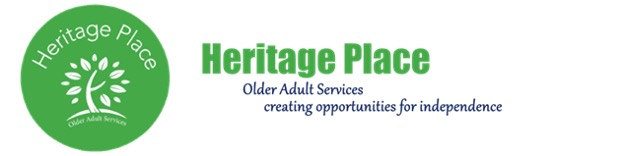 Heritage Place
Older Adult Services
Heritage Place
Older Adult Services
creating opportunities for independence